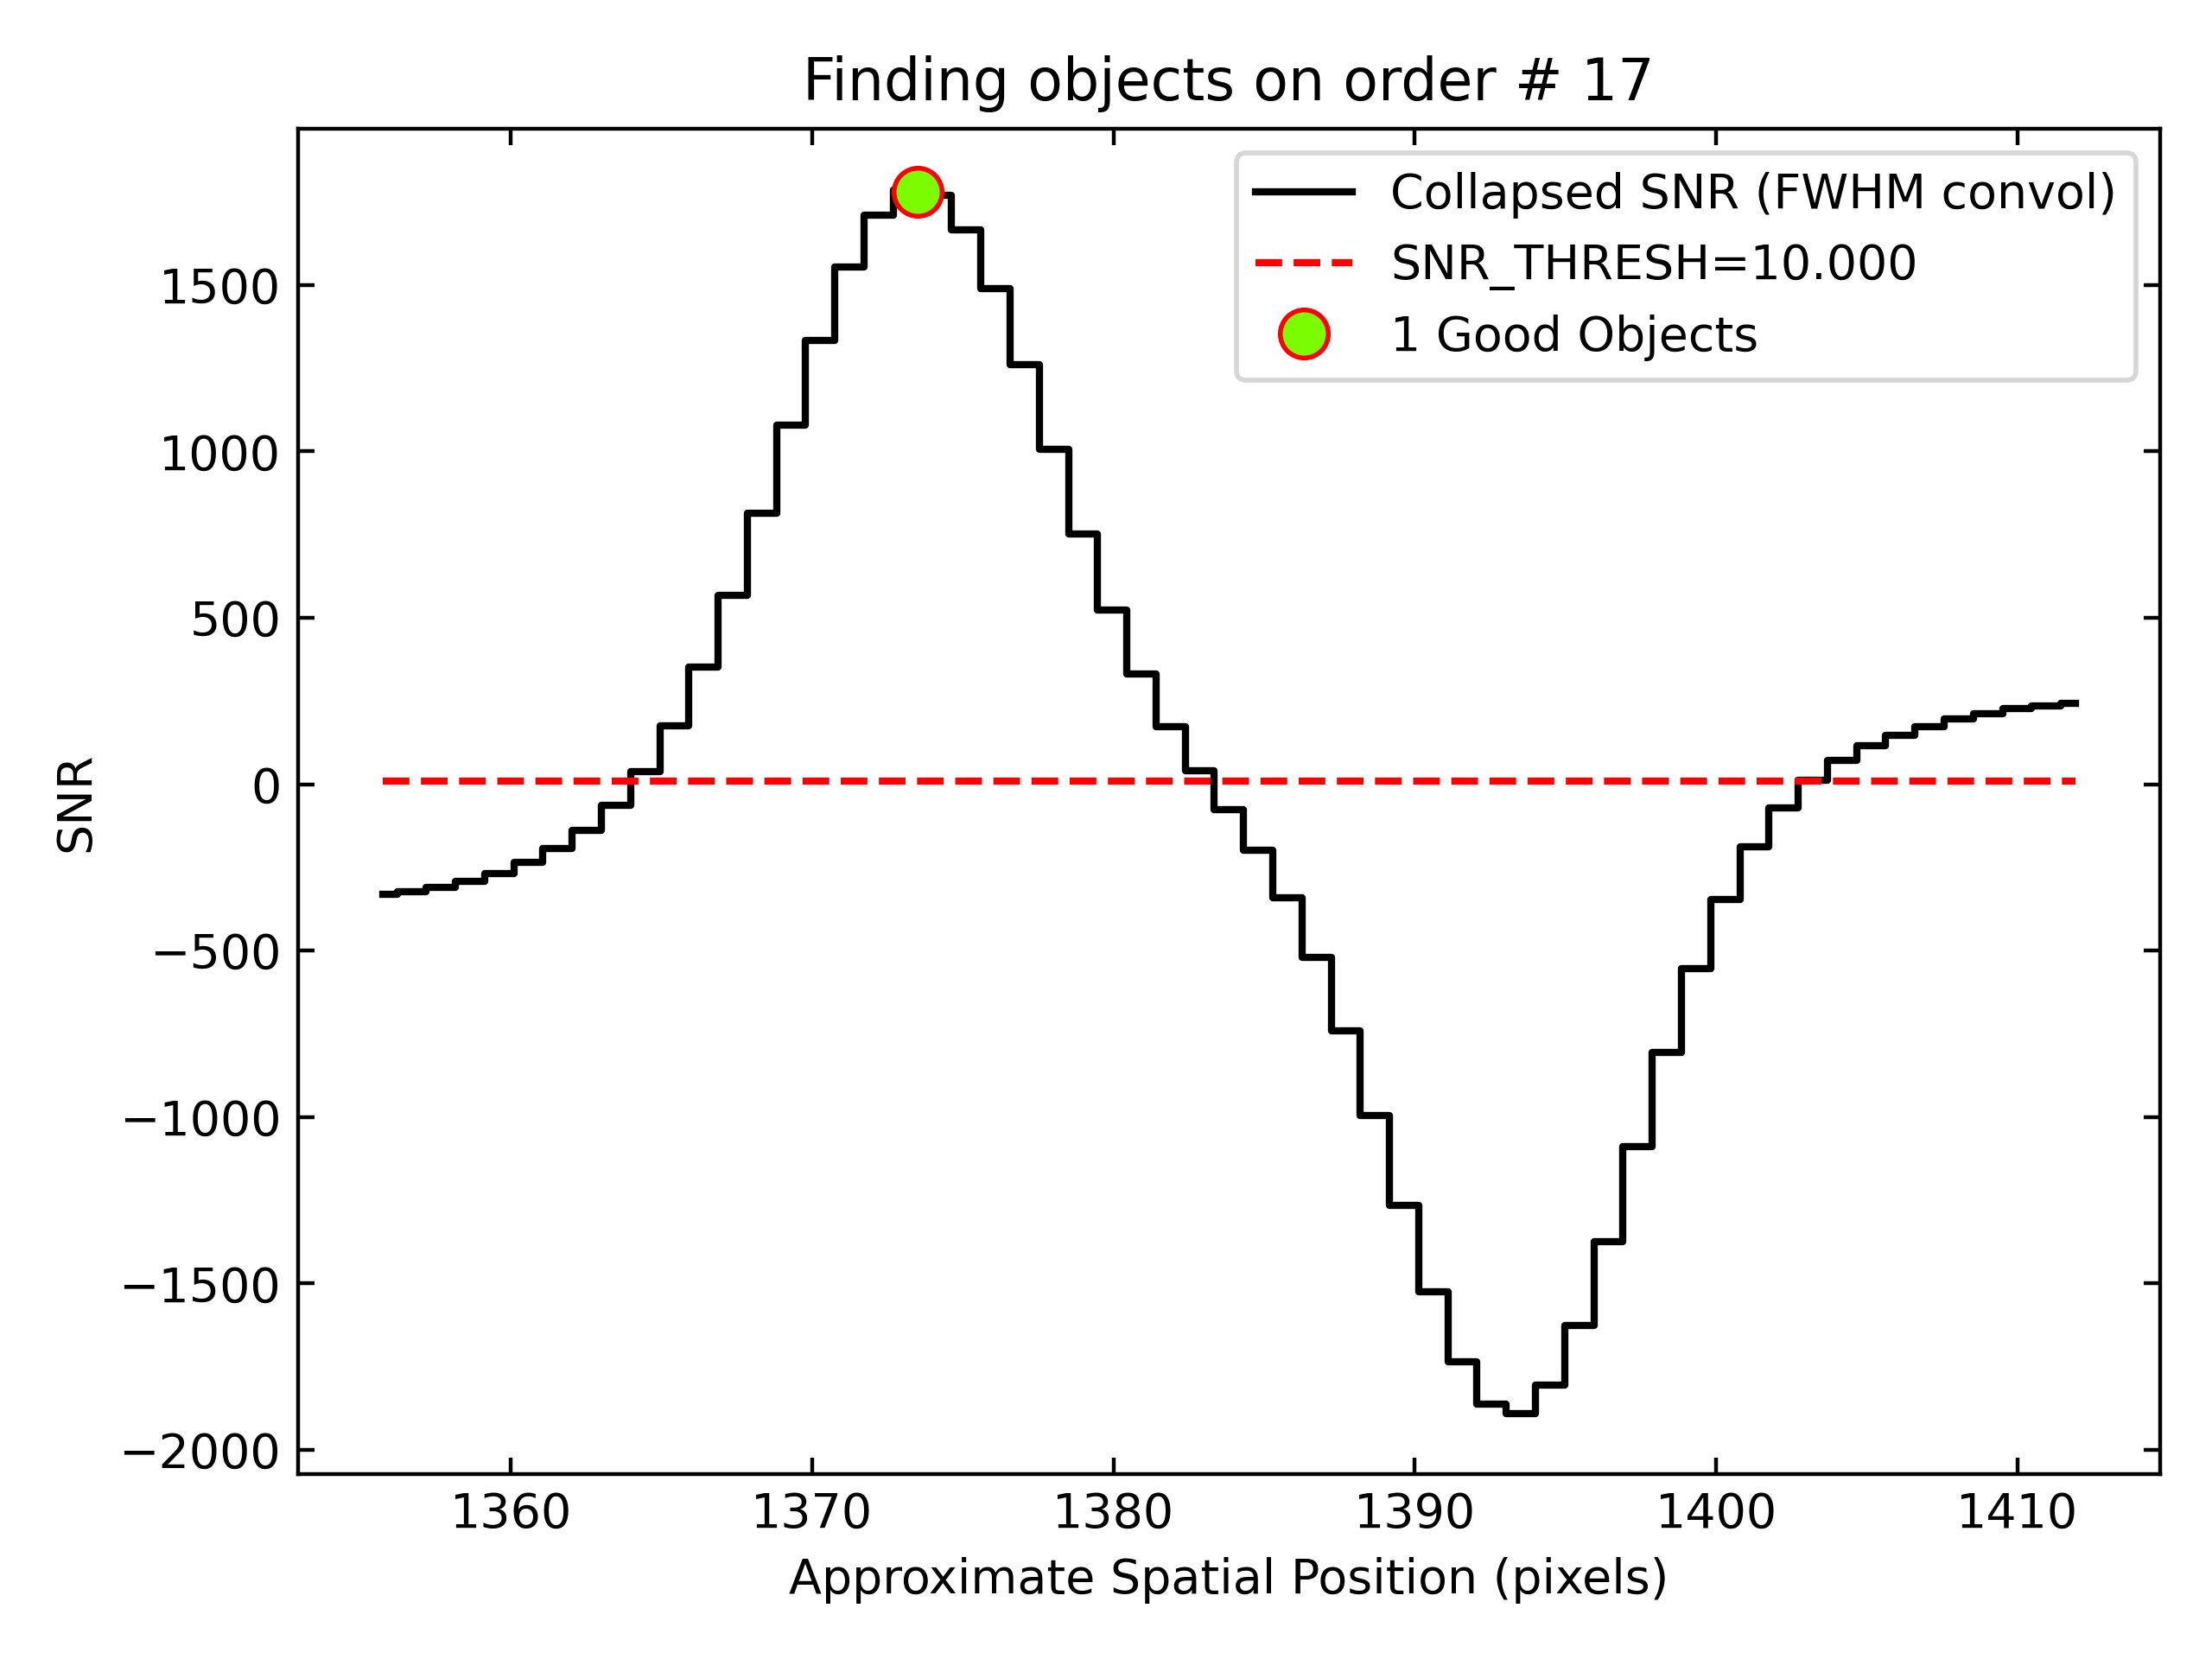 Finding objects on order # 17
Collapsed SNR (FWHM convol)
SNR_THRESH=10.000
1 Good Objects
1500
1000
500
0
−500
−1000
−1500
−2000
SNR
1360 1370 1380 1390 1400 1410
Approximate Spatial Position (pixels)